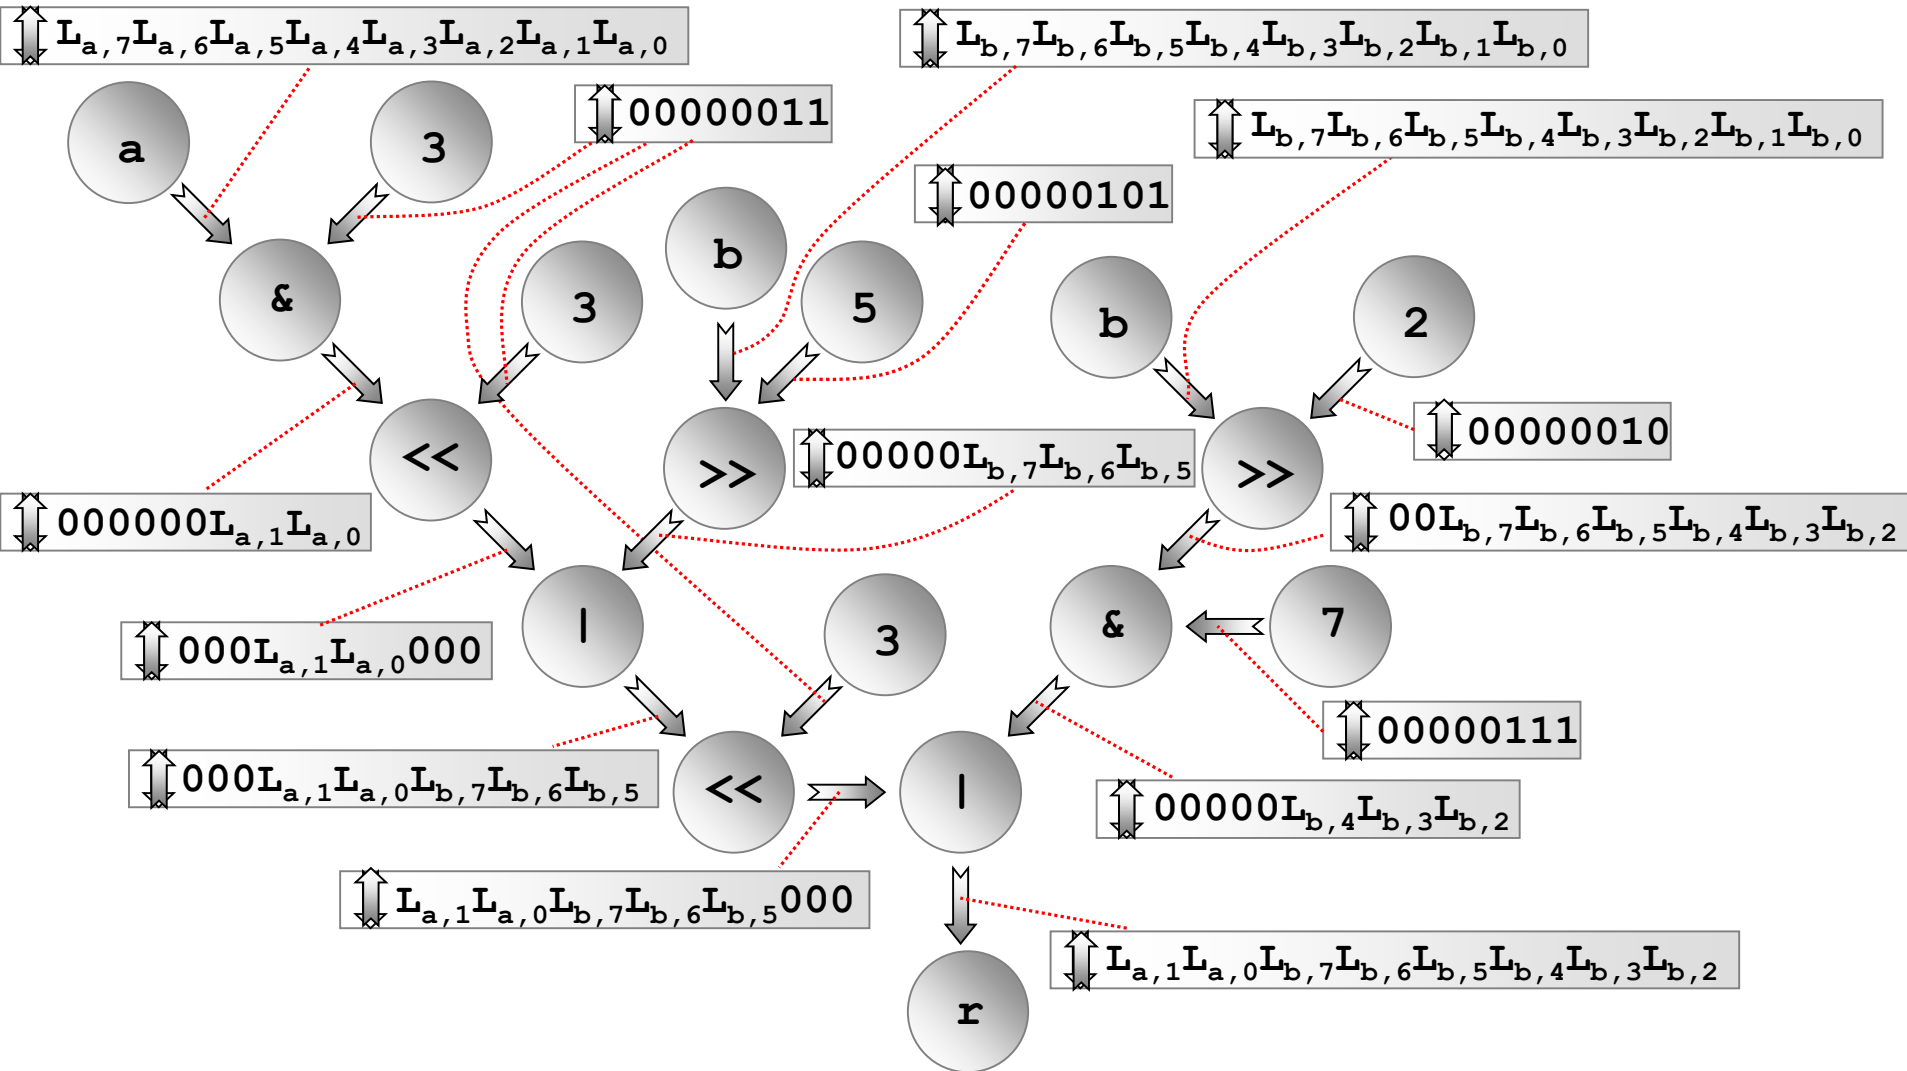 La,7La,6La,5La,4La,3La,2La,1La,0
Lb,7Lb,6Lb,5Lb,4Lb,3Lb,2Lb,1Lb,0
a
3
00000011
Lb,7Lb,6Lb,5Lb,4Lb,3Lb,2Lb,1Lb,0
00000101
b
&
3
5
b
2
<<
>>
00000Lb,7Lb,6Lb,5
>>
00000010
000000La,1La,0
00Lb,7Lb,6Lb,5Lb,4Lb,3Lb,2
000La,1La,0000
|
3
&
7
00000111
000La,1La,0Lb,7Lb,6Lb,5
<<
|
00000Lb,4Lb,3Lb,2
La,1La,0Lb,7Lb,6Lb,5000
La,1La,0Lb,7Lb,6Lb,5Lb,4Lb,3Lb,2
r